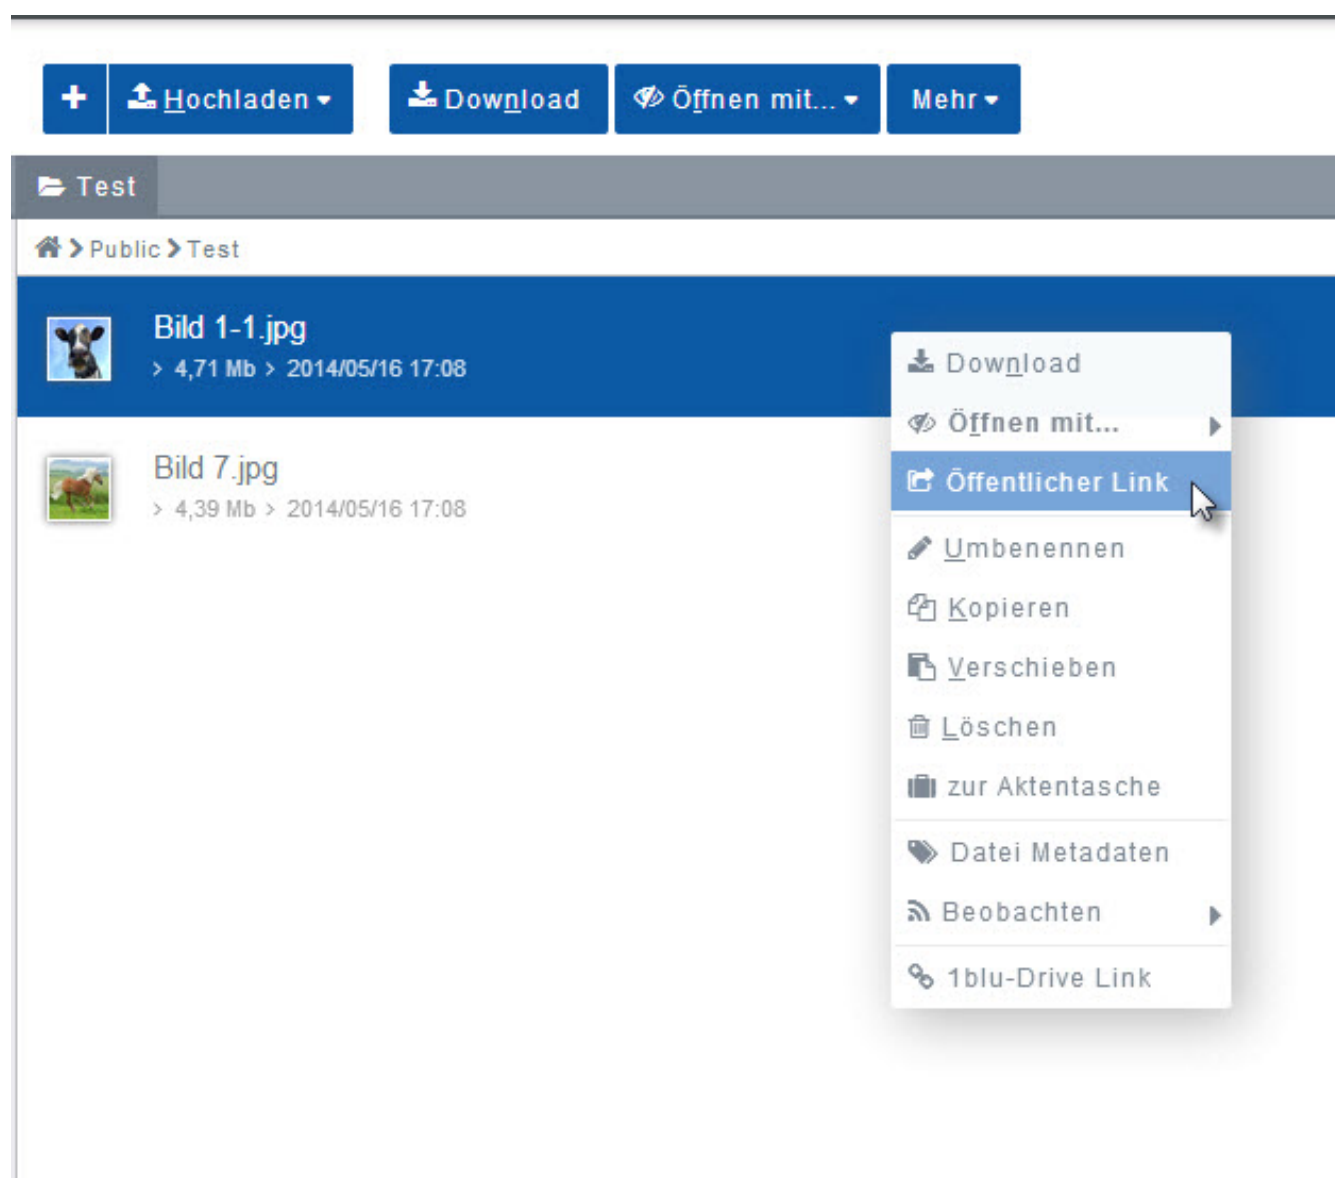 Hochladen Download Öffnen mit... Mehr
Test
Public Test
Bild 1-1.jpg
> 4,71 Mb > 2014/05/16 17:08
Bild 7.jpg
> 4,39 Mb > 2014/05/16 17:08
Download
Öffnen mit...
Öffentlicher Link
Umbenennen
Kopieren
Verschieben
Löschen
zur Aktentasche
Datei Metadaten
Beobachten
1blu-Drive Link